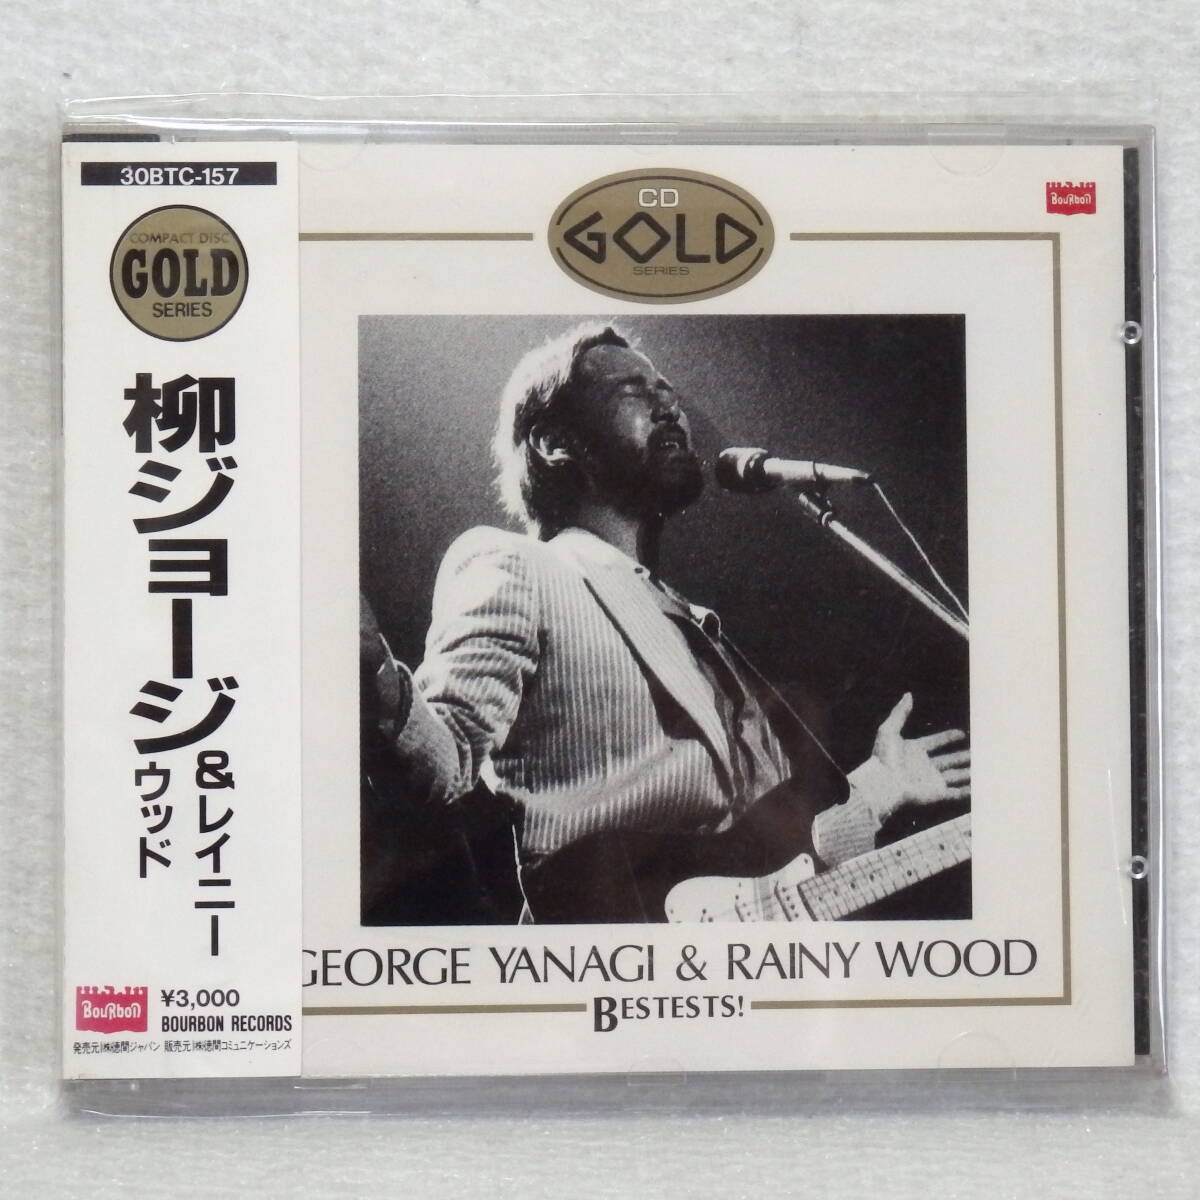 30BTC-157
COMPACT DISC
GOLD
SERIES
柳ジョージ
&レイニー
ウッド
BouRbon
¥3,000
BOURBON RECORDS
発売元 ㈱徳間ジャパン 販売元 ㈱徳間コミュニケーションズ
CD
GOLD
SERIES
BouRbon
GEORGE YANAGI & RAINY WOOD
BESTESTS!